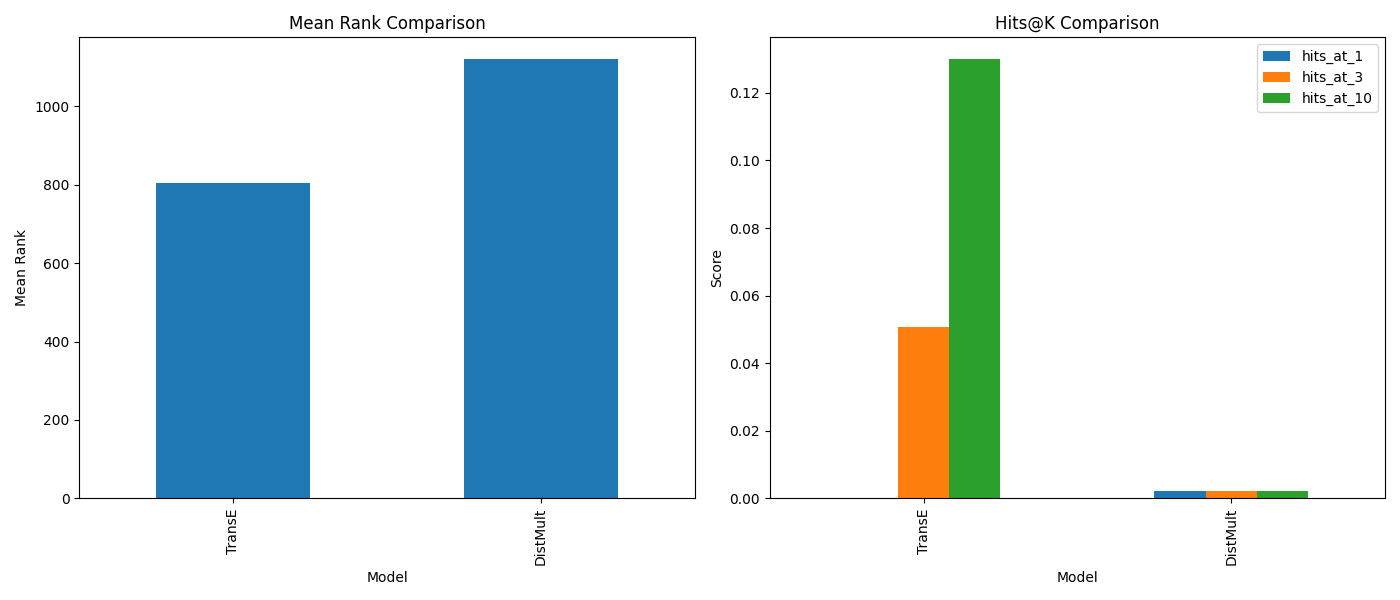 Mean Rank Comparison
Mean Rank
1000
800
600
400
200
0
TransE
DistMult
Model
Hits@K Comparison
Score
0.12
0.10
0.08
0.06
0.04
0.02
0.00
hits_at_1
hits_at_3
hits_at_10
TransE
DistMult
Model